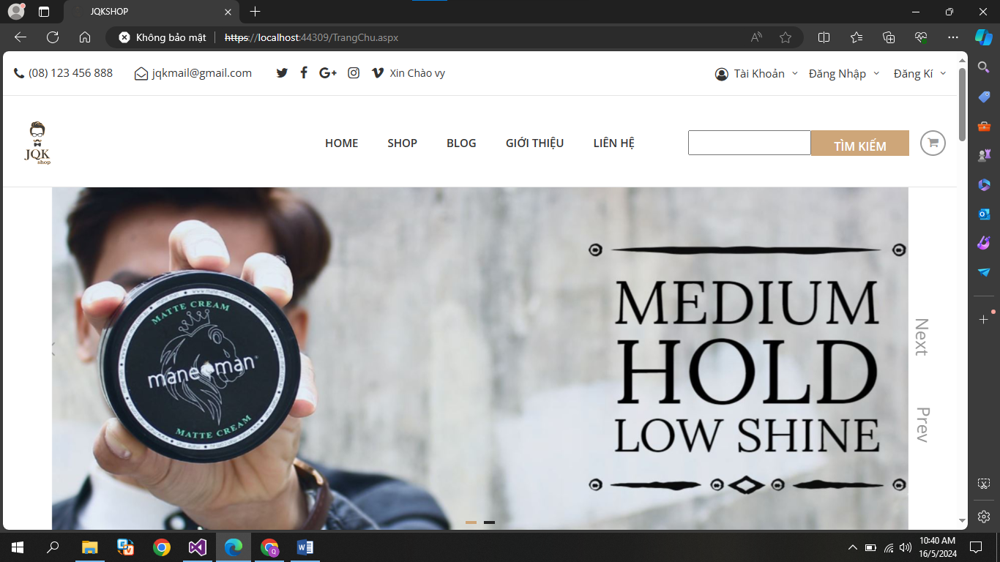 JQKSHOP
Không bảo mật
https://localhost:44309/TrangChu.aspx
(08) 123 456 888
jqkmail@gmail.com
Xin Chào vy
Tài Khoản
Đăng Nhập
Đăng Kí
JQK
shop
HOME
SHOP
BLOG
GIỚI THIỆU
LIÊN HỆ
TÌM KIẾM
MATTE CREAM
mane man
MATTE CREAM
MEDIUM
HOLD
LOW SHINE
Next
Prev
10:40 AM
16/5/2024